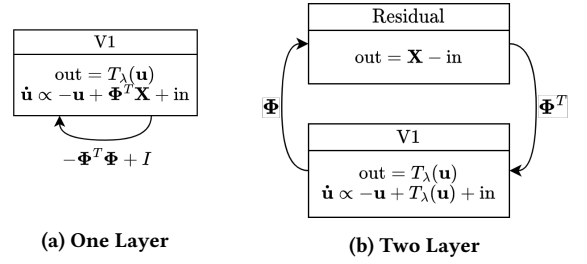 V1
out = T_λ(u)
u̇ ∝ −u + Φ^T X + in
−Φ^T Φ + I
(a) One Layer
Residual
out = X − in
Φ
Φ^T
V1
out = T_λ(u)
u̇ ∝ −u + T_λ(u) + in
(b) Two Layer